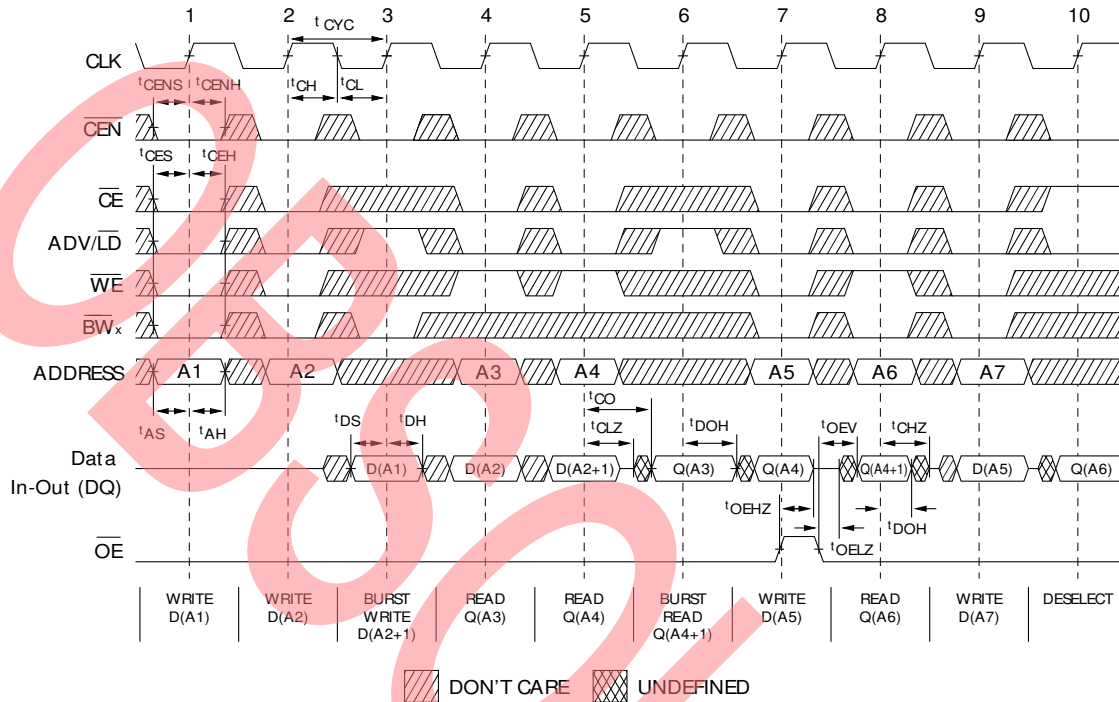 1 2 3 4 5 6 7 8 9 10
tCYC
CLK
tCENS tCENH tCH tCL
CEN
tCES tCEH
CE
ADV/LD
WE
BWx
ADDRESS A1 A2 A3 A4 A5 A6 A7
tCO
tAS tAH tDS tDH tCLZ tDOH tOEV tCHZ
Data
In-Out (DQ)
D(A1) D(A2) D(A2+1) Q(A3) Q(A4) Q(A4+1) D(A5) Q(A6)
tOEHZ tDOH
tOELZ
OE
WRITE
D(A1)
WRITE
D(A2)
BURST
WRITE
D(A2+1)
READ
Q(A3)
READ
Q(A4)
BURST
READ
Q(A4+1)
WRITE
D(A5)
READ
Q(A6)
WRITE
D(A7)
DESELECT
DON'T CARE UNDEFINED